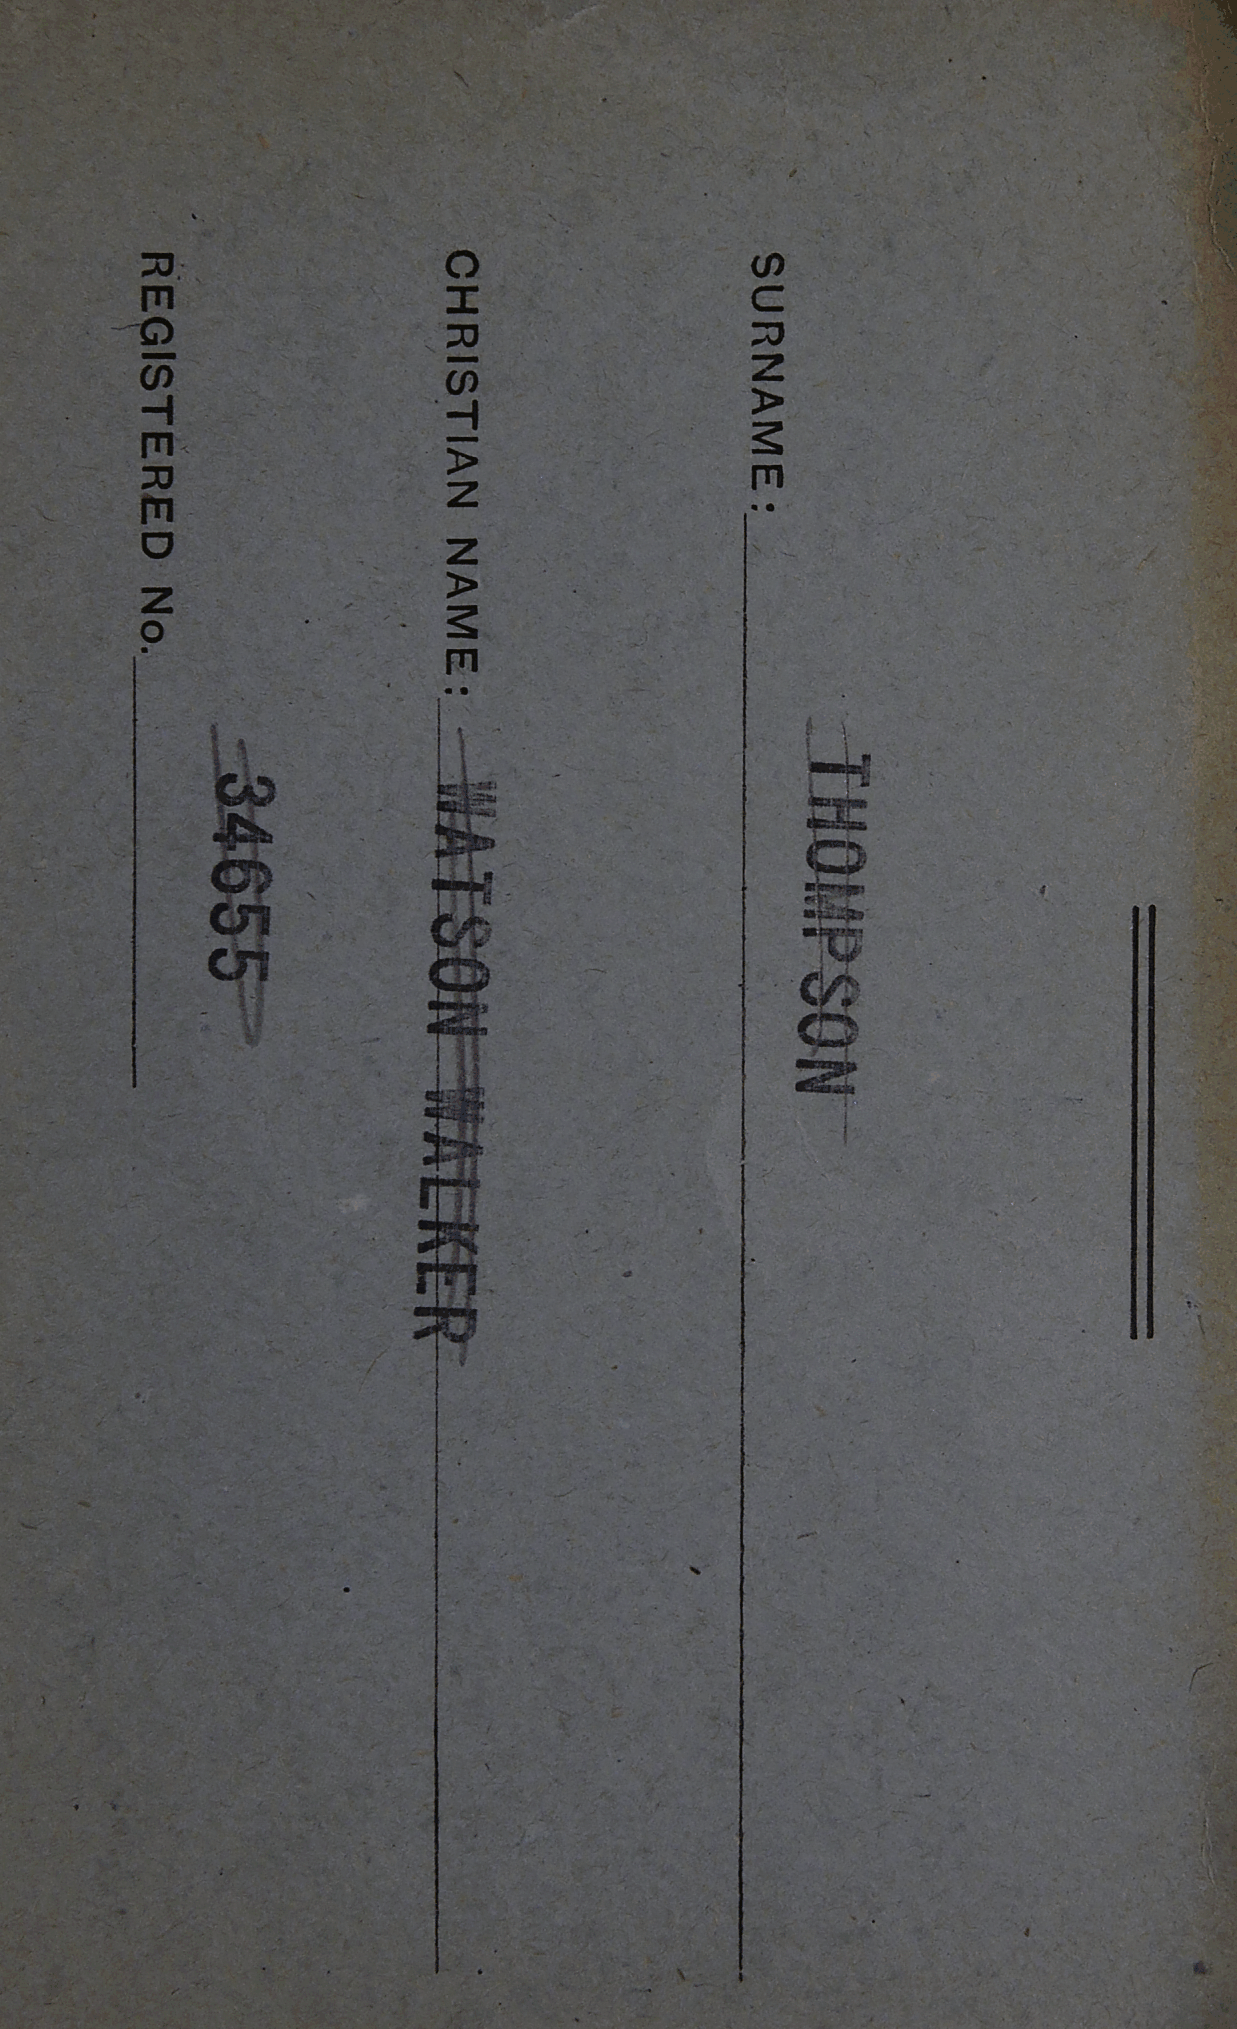 SURNAME: THOMPSON
CHRISTIAN NAME: WATSON WALKER
REGISTERED No. 34655